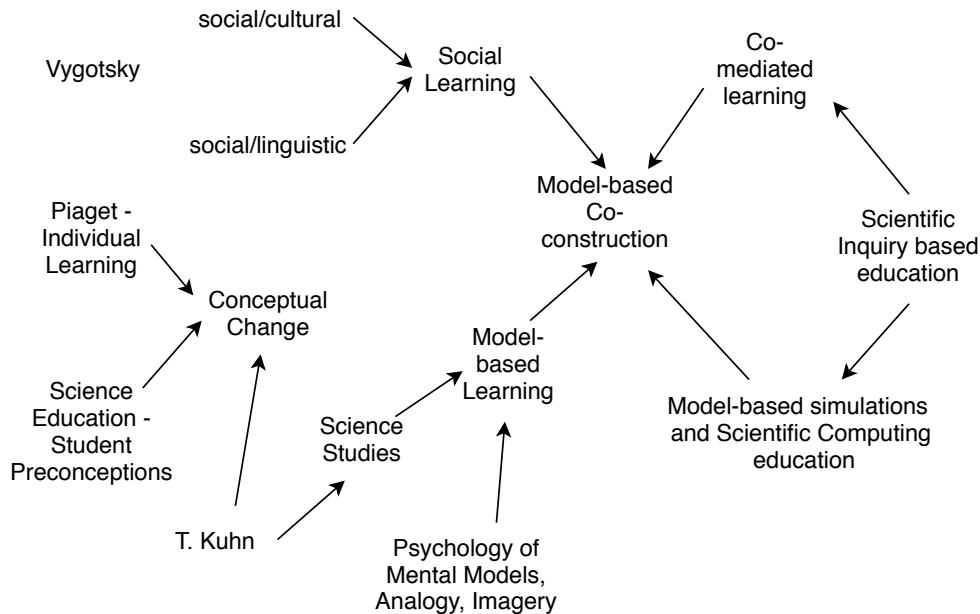 social/cultural
Vygotsky
social/linguistic
Social
Learning
Co-
mediated
learning
Model-based
Co-
construction
Piaget -
Individual
Learning
Scientific
Inquiry based
education
Conceptual
Change
Model-
based
Learning
Science
Education -
Student
Preconceptions
Science
Studies
Model-based simulations
and Scientific Computing
education
T. Kuhn
Psychology of
Mental Models,
Analogy, Imagery